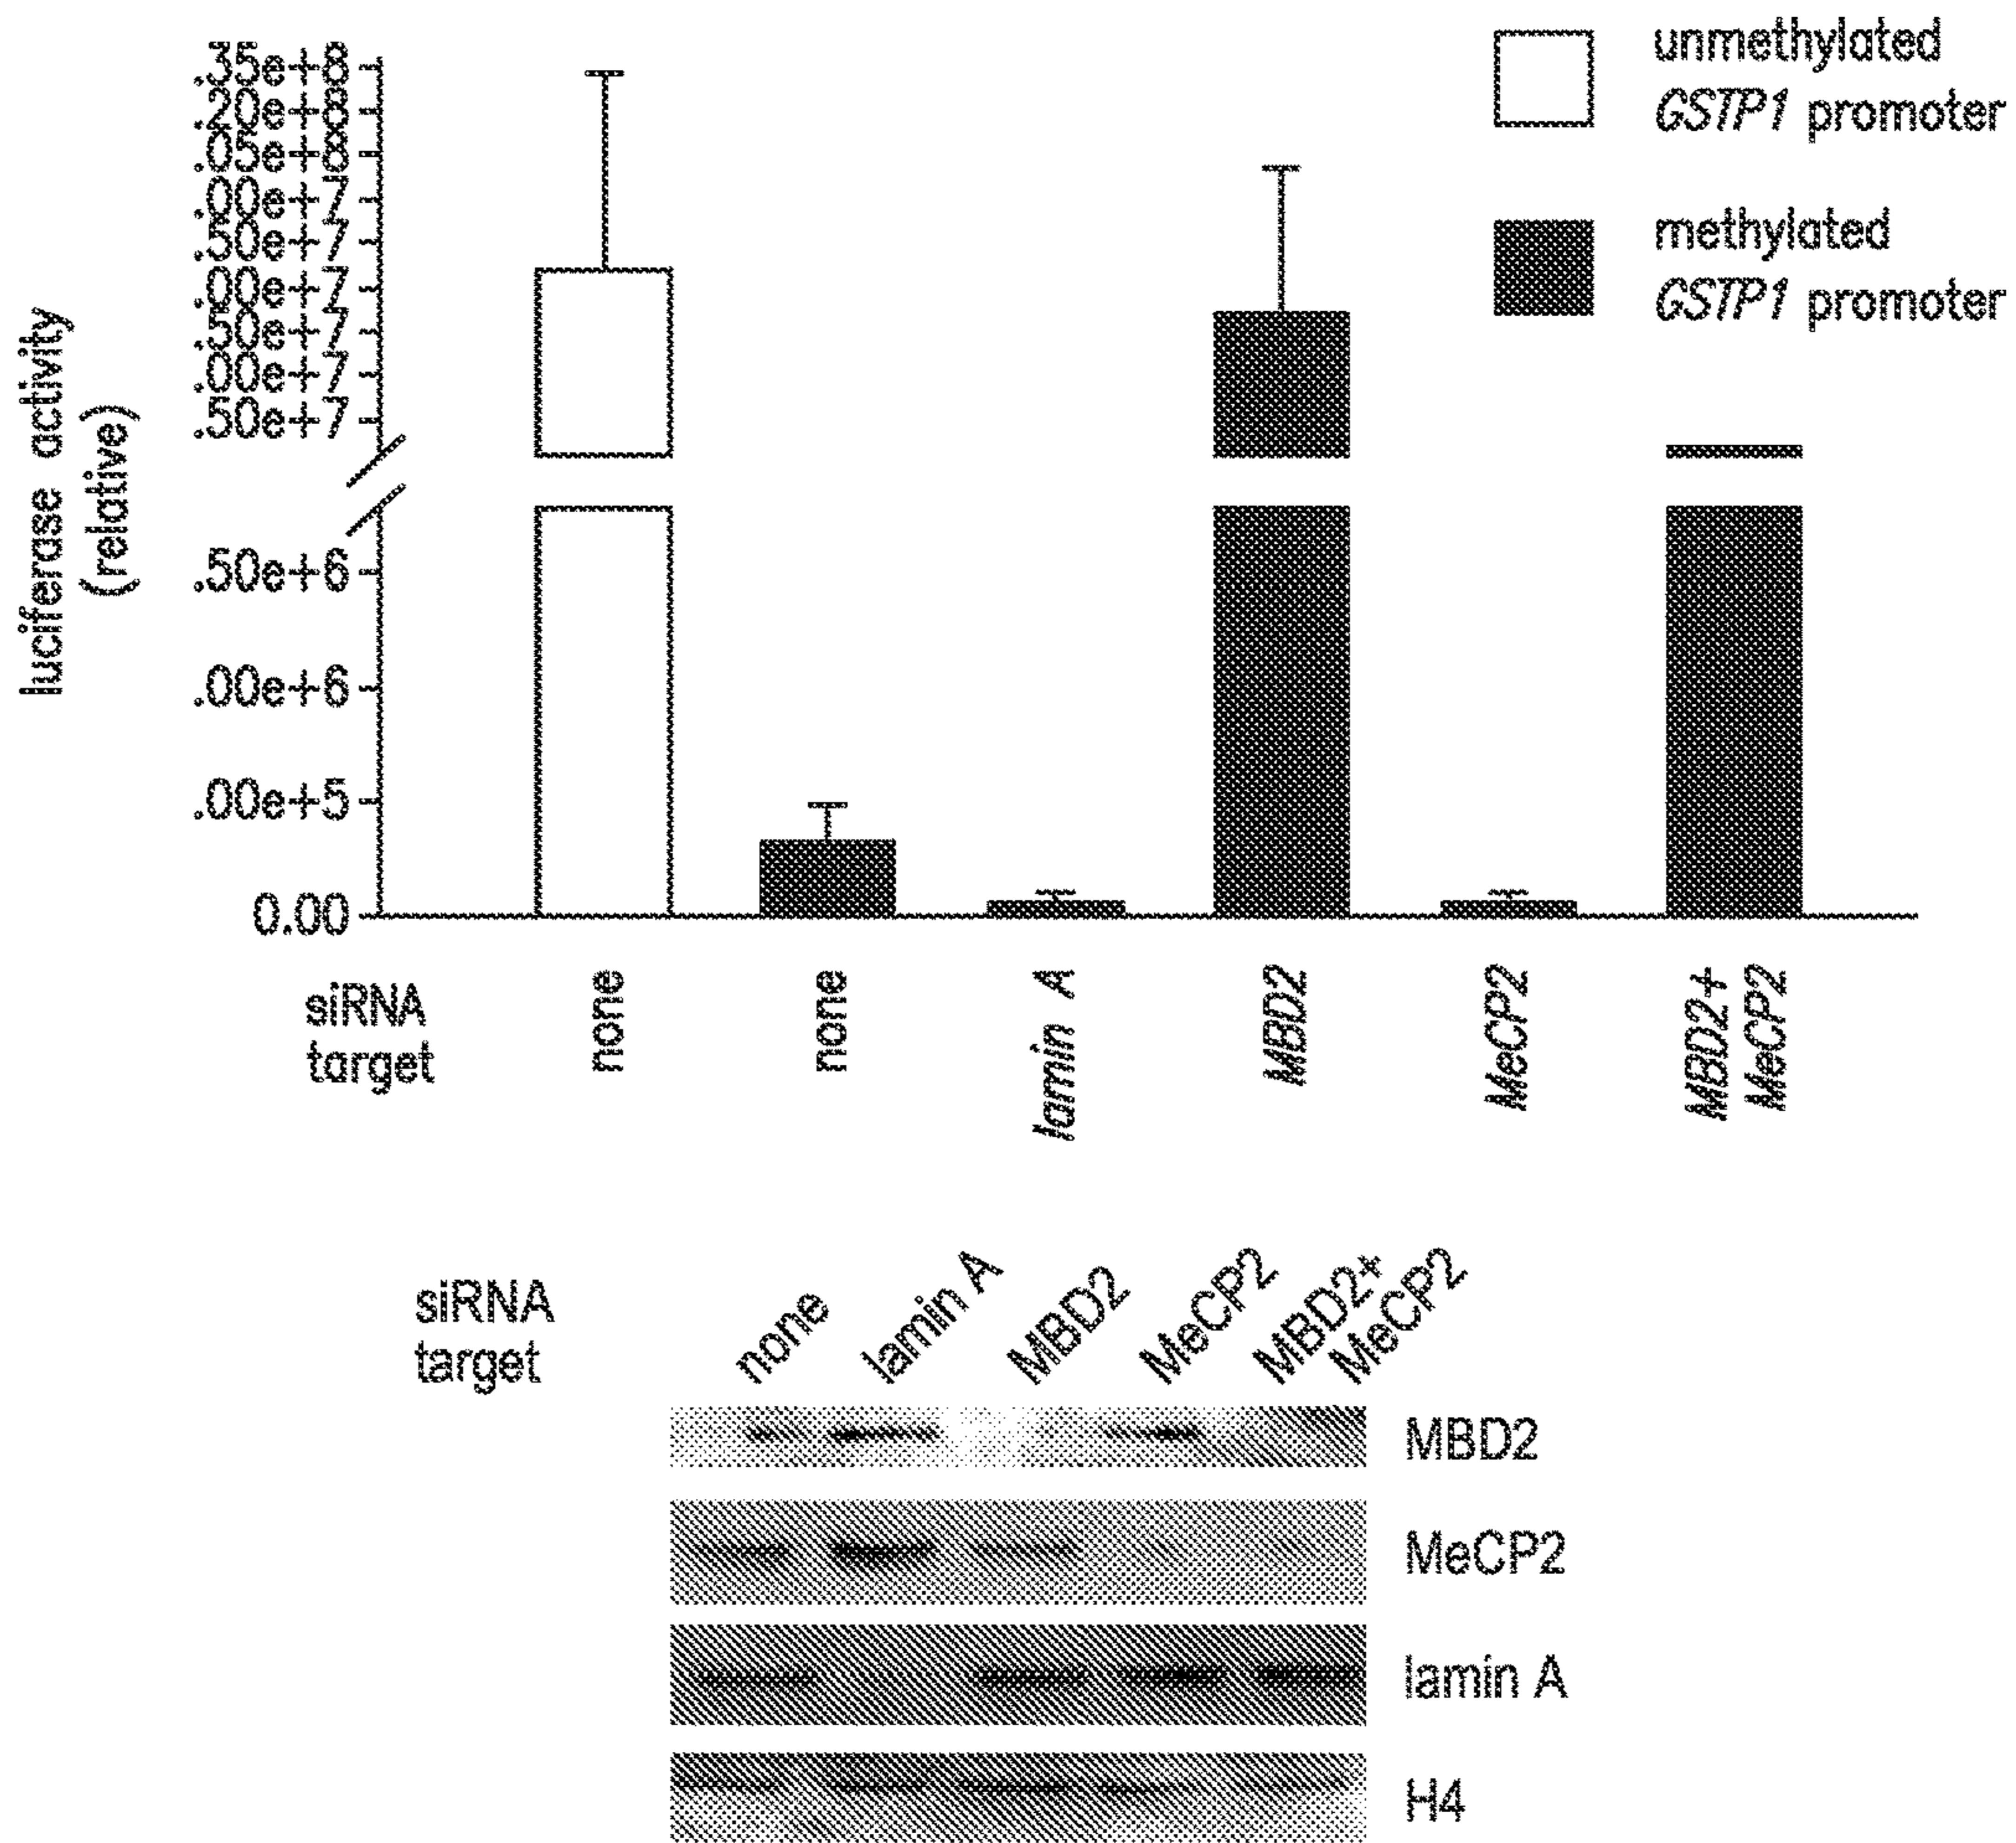 unmethylated
GSTP1 promoter
methylated
GSTP1 promoter
luciferase activity
(relative)
.35e+8
.20e+8
.05e+8
.00e+7
.50e+7
.00e+7
.50e+7
.00e+7
.50e+7
.50e+6
.00e+6
.00e+5
0.00
siRNA
target
none
none
lamin A
MBD2
MeCP2
MBD2+
MeCP2
siRNA
target
none
lamin A
MBD2
MeCP2
MBD2+
MeCP2
MBD2
MeCP2
lamin A
H4